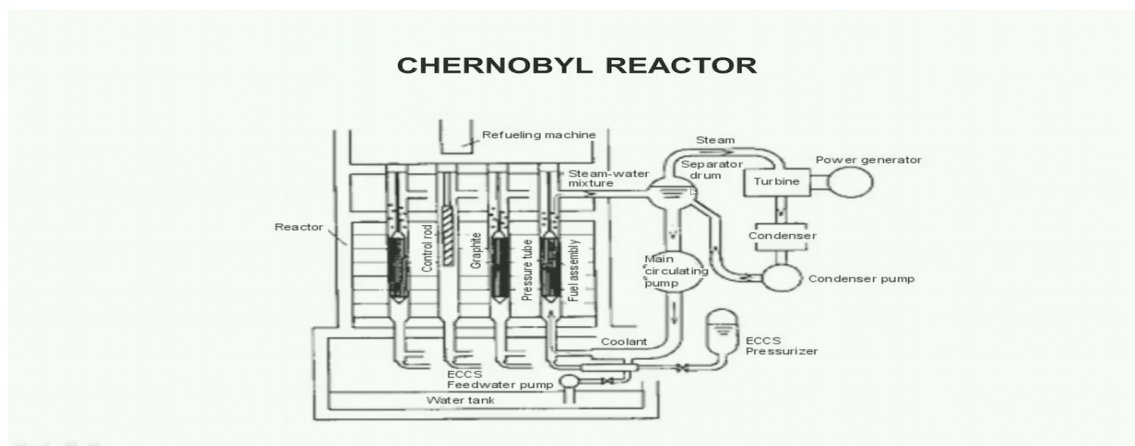 CHERNOBYL REACTOR
Refueling machine
Steam
Separator
drum
Power generator
Steam-water
mixture
Turbine
Reactor
Control rod
Graphite
Pressure tube
Fuel assembly
Condenser
Main
circulating
pump
Condenser pump
Coolant
ECCS
Pressurizer
ECCS
Feedwater pump
Water tank